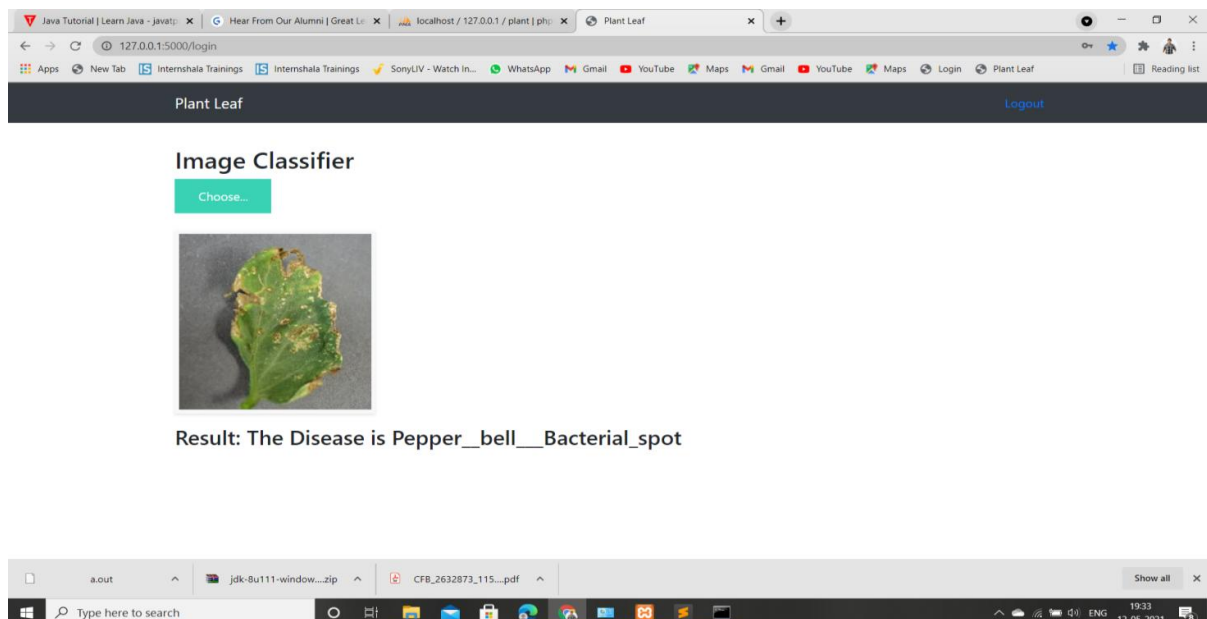 Java Tutorial | Learn Java - javatp
Hear From Our Alumni | Great Le
localhost / 127.0.0.1 / plant | php
Plant Leaf
127.0.0.1:5000/login
Apps
New Tab
Internshala Trainings
Internshala Trainings
SonyLIV - Watch In...
WhatsApp
Gmail
YouTube
Maps
Gmail
YouTube
Maps
Login
Plant Leaf
Reading list
Plant Leaf
Logout
Image Classifier
Choose...
Result: The Disease is Pepper__bell___Bacterial_spot
a.out
jdk-8u111-window....zip
CFB_2632873_115....pdf
Show all
Type here to search
ENG
19:33